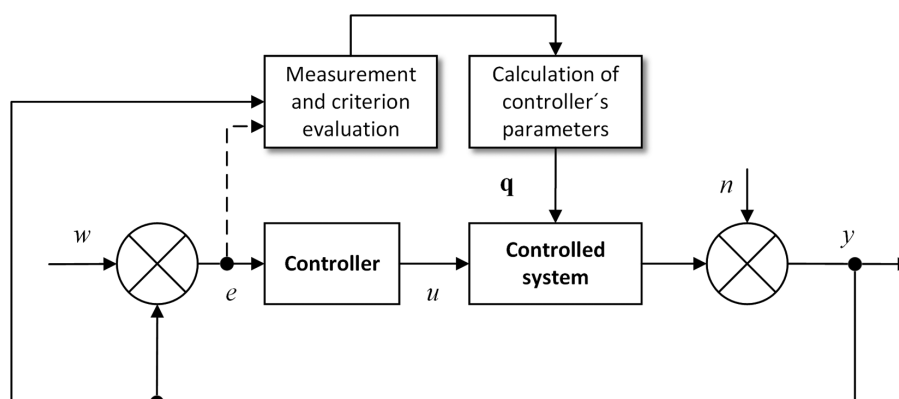 Measurement
and criterion
evaluation
Calculation of
controller´s
parameters
q
n
w
y
Controller
Controlled
system
e
u